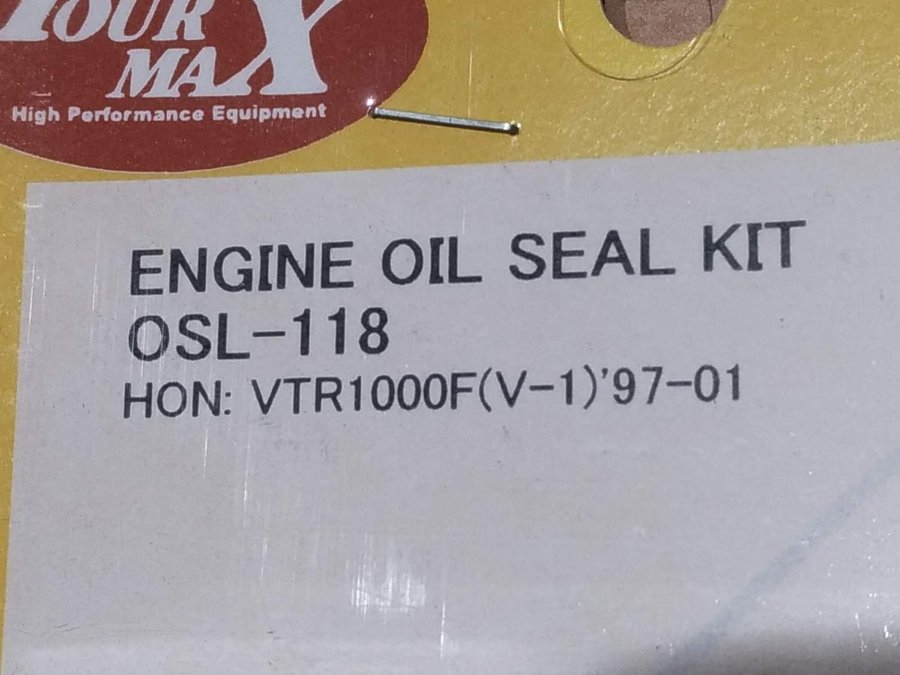 TOUR
MAX
High Performance Equipment
ENGINE OIL SEAL KIT
OSL-118
HON: VTR1000F(V-1)'97-01